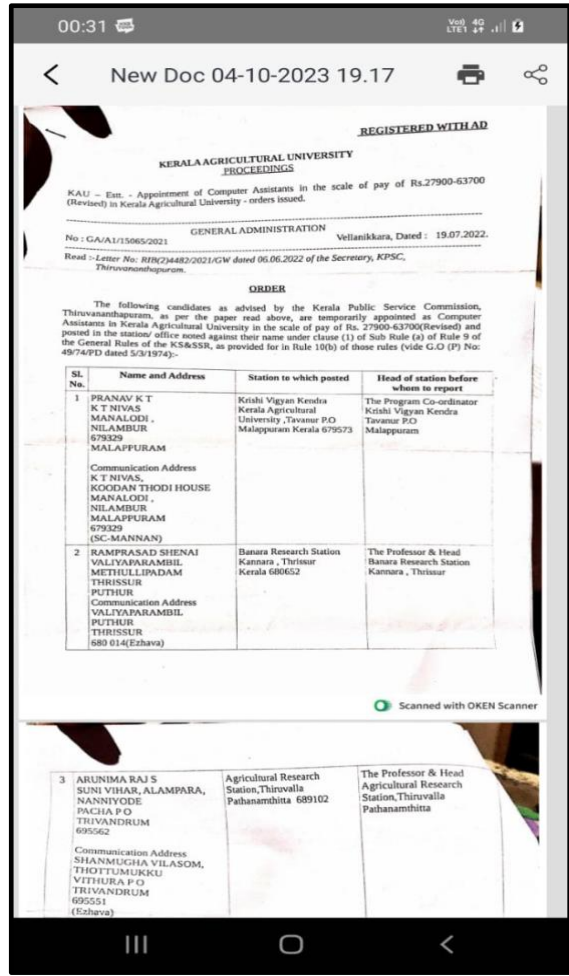 00:31
Vo))
4G
LTE1
New Doc 04-10-2023 19.17
REGISTERED WITH AD
KERALA AGRICULTURAL UNIVERSITY
PROCEEDINGS
KAU – Estt. - Appointment of Computer Assistants in the scale of pay of Rs.27900-63700
(Revised) in Kerala Agricultural University - orders issued.
GENERAL ADMINISTRATION
No : GA/A1/15065/2021
Vellanikkara, Dated : 19.07.2022.
Read :-Letter No: RIB(2)4482/2021/GW dated 06.06.2022 of the Secretary, KPSC,
Thiruvananthapuram.
ORDER
The following candidates as advised by the Kerala Public Service Commission,
Thiruvananthapuram, as per the paper read above, are temporarily appointed as Computer
Assistants in Kerala Agricultural University in the scale of pay of Rs. 27900-63700(Revised) and
posted in the station/ office noted against their name under clause (1) of Sub Rule (a) of Rule 9 of
the General Rules of the KS&SSR, as provided for in Rule 10(b) of those rules (vide G.O (P) No:
49/74/PD dated 5/3/1974):-
Sl.
No.
Name and Address
Station to which posted
Head of station before
whom to report
1
PRANAV K T
K T NIVAS
MANALODI ,
NILAMBUR
679329
MALAPPURAM
Communication Address
K T NIVAS,
KOODAN THODI HOUSE
MANALODI ,
NILAMBUR
MALAPPURAM
679329
(SC-MANNAN)
Krishi Vigyan Kendra
Kerala Agricultural
University ,Tavanur P.O
Malappuram Kerala 679573
The Program Co-ordinator
Krishi Vigyan Kendra
Tavanur P.O
Malappuram
2
RAMPRASAD SHENAI
VALIYAPARAMBIL
METHULLIPADAM
THRISSUR
PUTHUR
Communication Address
VALIYAPARAMBIL
PUTHUR
THRISSUR
680 014(Ezhava)
Banara Research Station
Kannara , Thrissur
Kerala 680652
The Professor & Head
Banara Research Station
Kannara , Thrissur
Scanned with OKEN Scanner
3
ARUNIMA RAJ S
SUNI VIHAR, ALAMPARA,
NANNIYODE
PACHA P O
TRIVANDRUM
695562
Communication Address
SHANMUGHA VILASOM,
THOTTUMUKKU
VITHURA P O
TRIVANDRUM
695551
(Ezhava)
Agricultural Research
Station,Thiruvalla
Pathanamthitta 689102
The Professor & Head
Agricultural Research
Station,Thiruvalla
Pathanamthitta